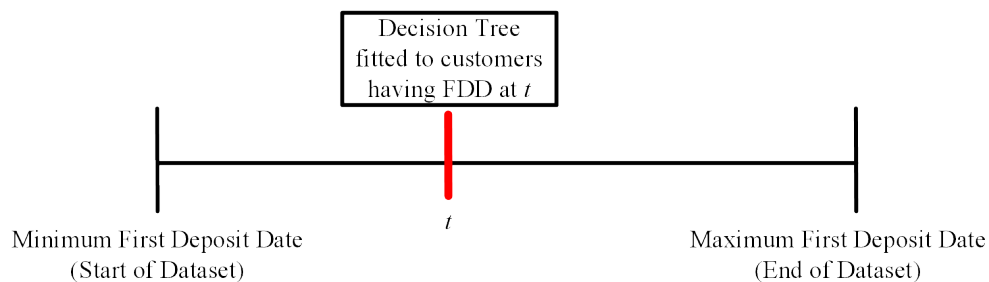 Decision Tree
fitted to customers
having FDD at t
t
Minimum First Deposit Date
(Start of Dataset)
Maximum First Deposit Date
(End of Dataset)